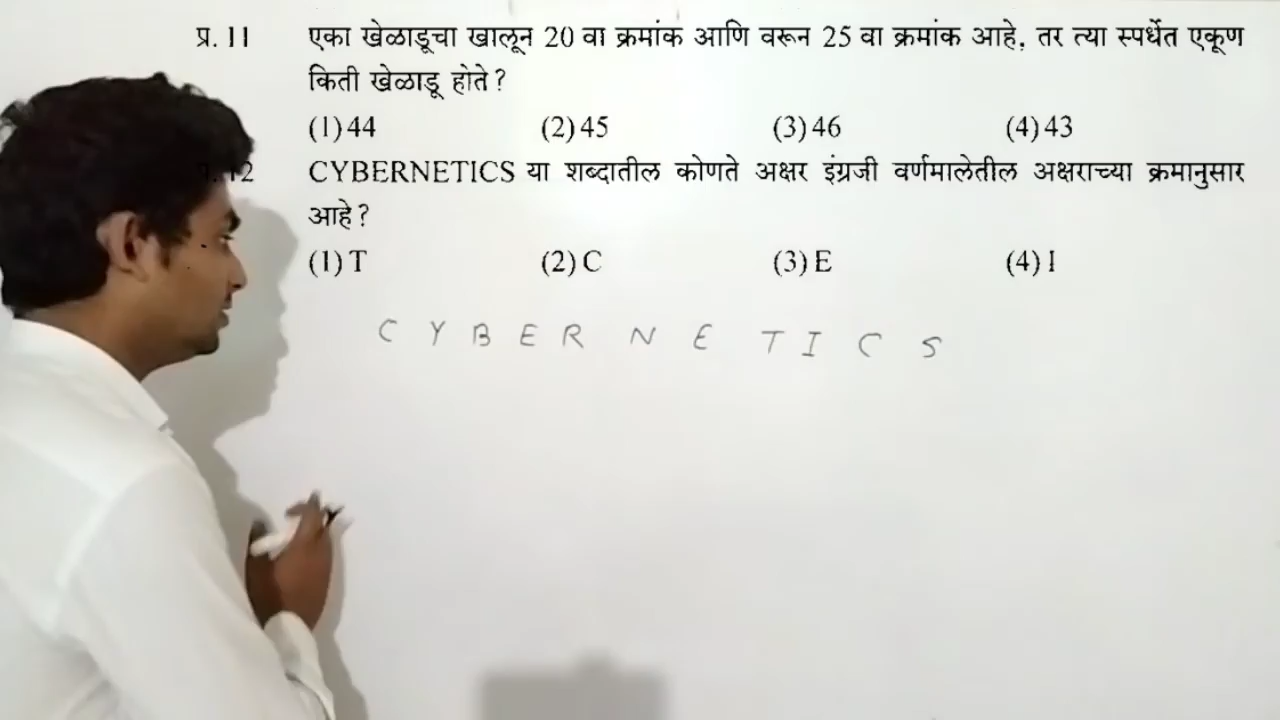 प्र. 11 एका खेळाडूचा खालून 20 वा क्रमांक आणि वरून 25 वा क्रमांक आहे. तर त्या स्पर्धेत एकूण
किती खेळाडू होते ?
(1) 44 (2) 45 (3) 46 (4) 43
प्र. 12 CYBERNETICS या शब्दातील कोणते अक्षर इंग्रजी वर्णमालेतील अक्षराच्या क्रमानुसार
आहे ?
(1) T (2) C (3) E (4) I
C Y B E R N E T I C S